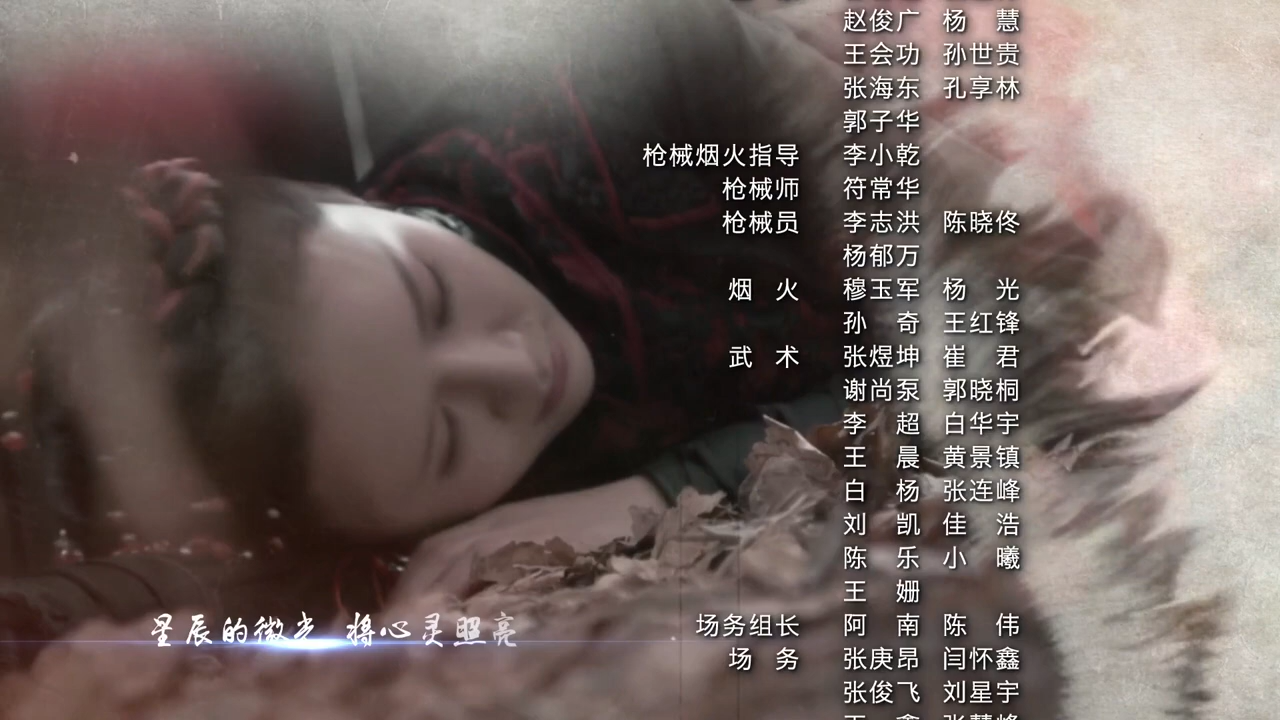 赵俊广 杨 慧
王会功 孙世贵
张海东 孔享林
郭子华
枪械烟火指导 李小乾
枪械师 符常华
枪械员 李志洪 陈晓佟
杨郁万
烟 火 穆玉军 杨 光
孙 奇 王红锋
武 术 张煜坤 崔 君
谢尚泵 郭晓桐
李 超 白华宇
王 晨 黄景镇
白 杨 张连峰
刘 凯 佳 浩
陈 乐 小 曦
王 姗
星辰的微光 将心灵照亮
场务组长 阿 南 陈 伟
场 务 张庚昂 闫怀鑫
张俊飞 刘星宇